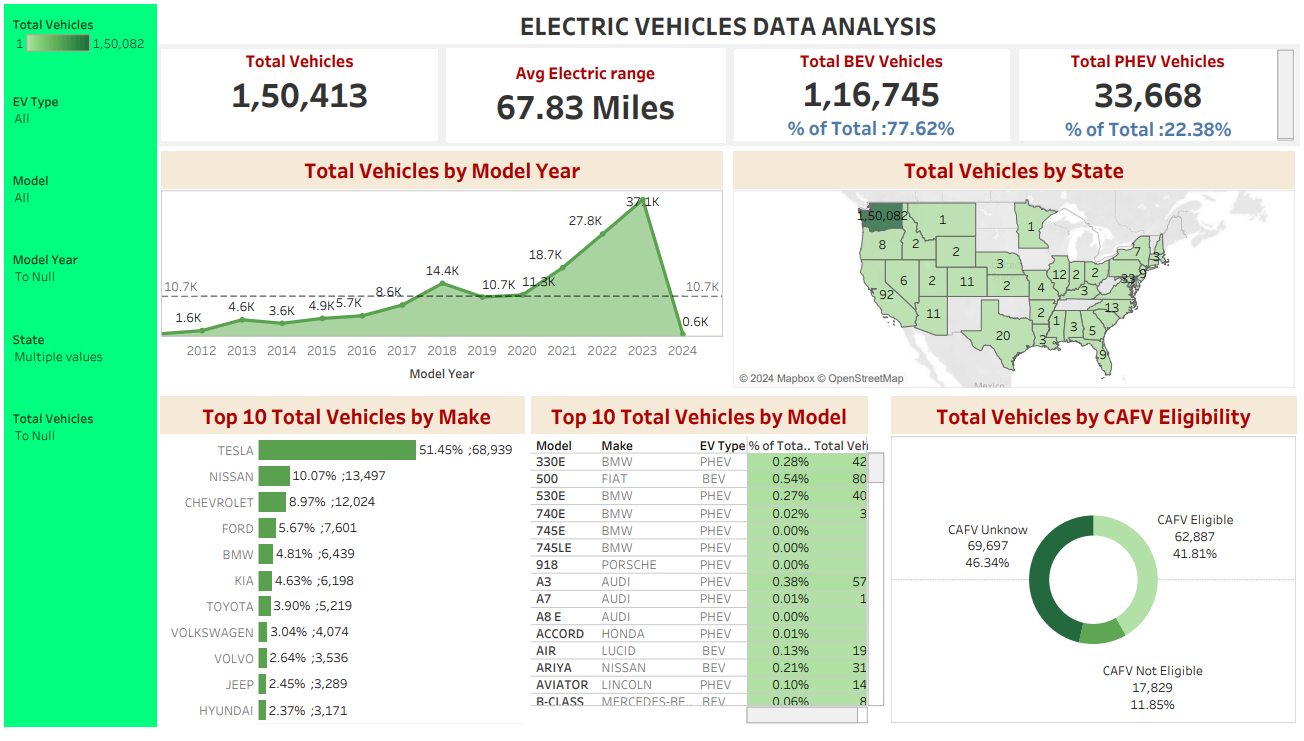 Total Vehicles
1 1,50,082
EV Type
All
Model
All
Model Year
To Null
State
Multiple values
Total Vehicles
To Null
ELECTRIC VEHICLES DATA ANALYSIS
Total Vehicles
1,50,413
Avg Electric range
67.83 Miles
Total BEV Vehicles
1,16,745
% of Total :77.62%
Total PHEV Vehicles
33,668
% of Total :22.38%
Total Vehicles by Model Year
37.1K
27.8K
18.7K
14.4K
10.7K 11.3K
10.7K 8.6K 10.7K
1.6K 4.6K 3.6K 4.9K 5.7K 0.6K
2012 2013 2014 2015 2016 2017 2018 2019 2020 2021 2022 2023 2024
Model Year
Total Vehicles by State
1,50,082 1 1
8 2 2 7 3
3 12 2 2 9
92 6 2 11 2 4 3 33
11 2 13
20 3 1 3 5
9
Mexico
© 2024 Mapbox © OpenStreetMap
Top 10 Total Vehicles by Make
TESLA 51.45% ;68,939
NISSAN 10.07% ;13,497
CHEVROLET 8.97% ;12,024
FORD 5.67% ;7,601
BMW 4.81% ;6,439
KIA 4.63% ;6,198
TOYOTA 3.90% ;5,219
VOLKSWAGEN 3.04% ;4,074
VOLVO 2.64% ;3,536
JEEP 2.45% ;3,289
HYUNDAI 2.37% ;3,171
Top 10 Total Vehicles by Model
Model Make EV Type % of Tota.. Total Veh
330E BMW PHEV 0.28% 42
500 FIAT BEV 0.54% 80
530E BMW PHEV 0.27% 40
740E BMW PHEV 0.02% 3
745E BMW PHEV 0.00%
745LE BMW PHEV 0.00%
918 PORSCHE PHEV 0.00%
A3 AUDI PHEV 0.38% 57
A7 AUDI PHEV 0.01% 1
A8 E AUDI PHEV 0.00%
ACCORD HONDA PHEV 0.01%
AIR LUCID BEV 0.13% 19
ARIYA NISSAN BEV 0.21% 31
AVIATOR LINCOLN PHEV 0.10% 14
B-CLASS MERCEDES-BE.. BEV 0.06% 8
Total Vehicles by CAFV Eligibility
CAFV Unknow
69,697
46.34%
CAFV Eligible
62,887
41.81%
CAFV Not Eligible
17,829
11.85%